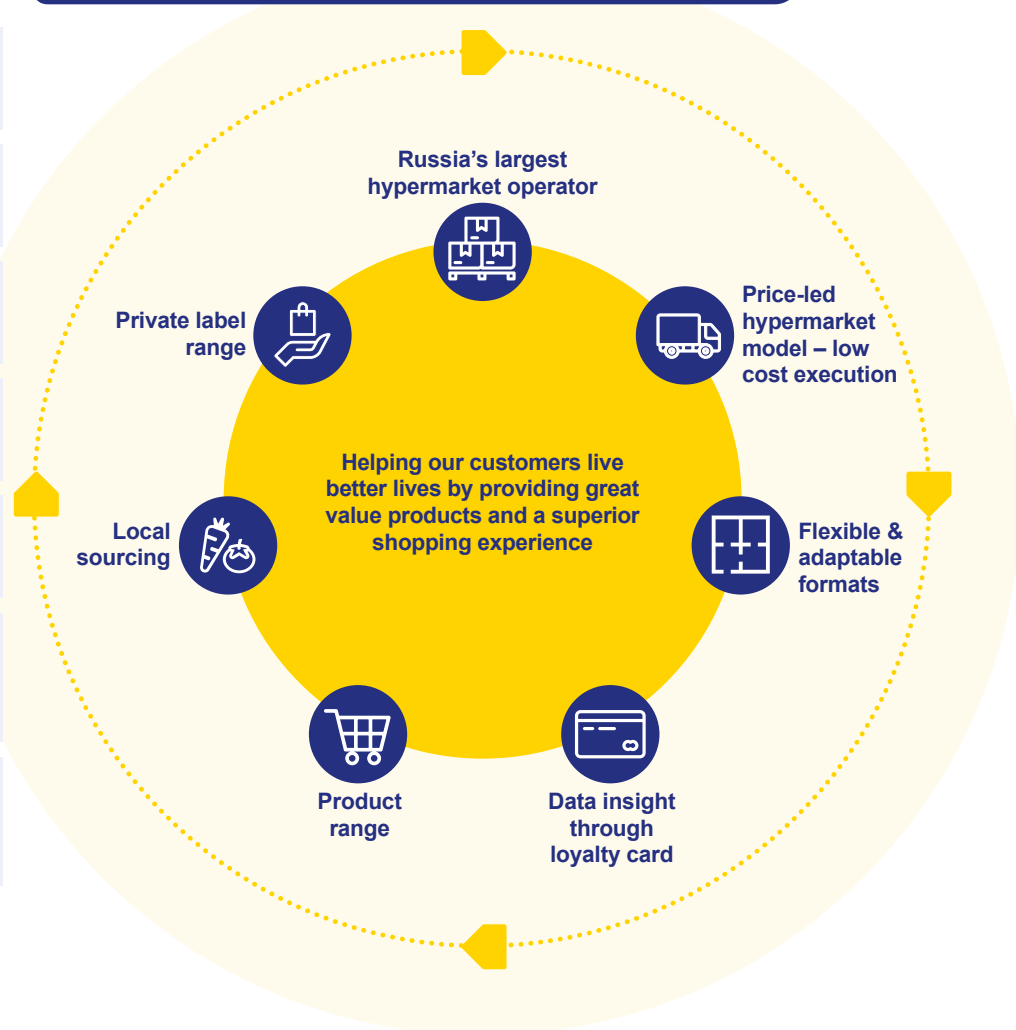 Russia’s largest
hypermarket operator
Price-led
hypermarket
model – low
cost execution
Private label
range
Helping our customers live
better lives by providing great
value products and a superior
shopping experience
Local
sourcing
Flexible &
adaptable
formats
Product
range
Data insight
through
loyalty card